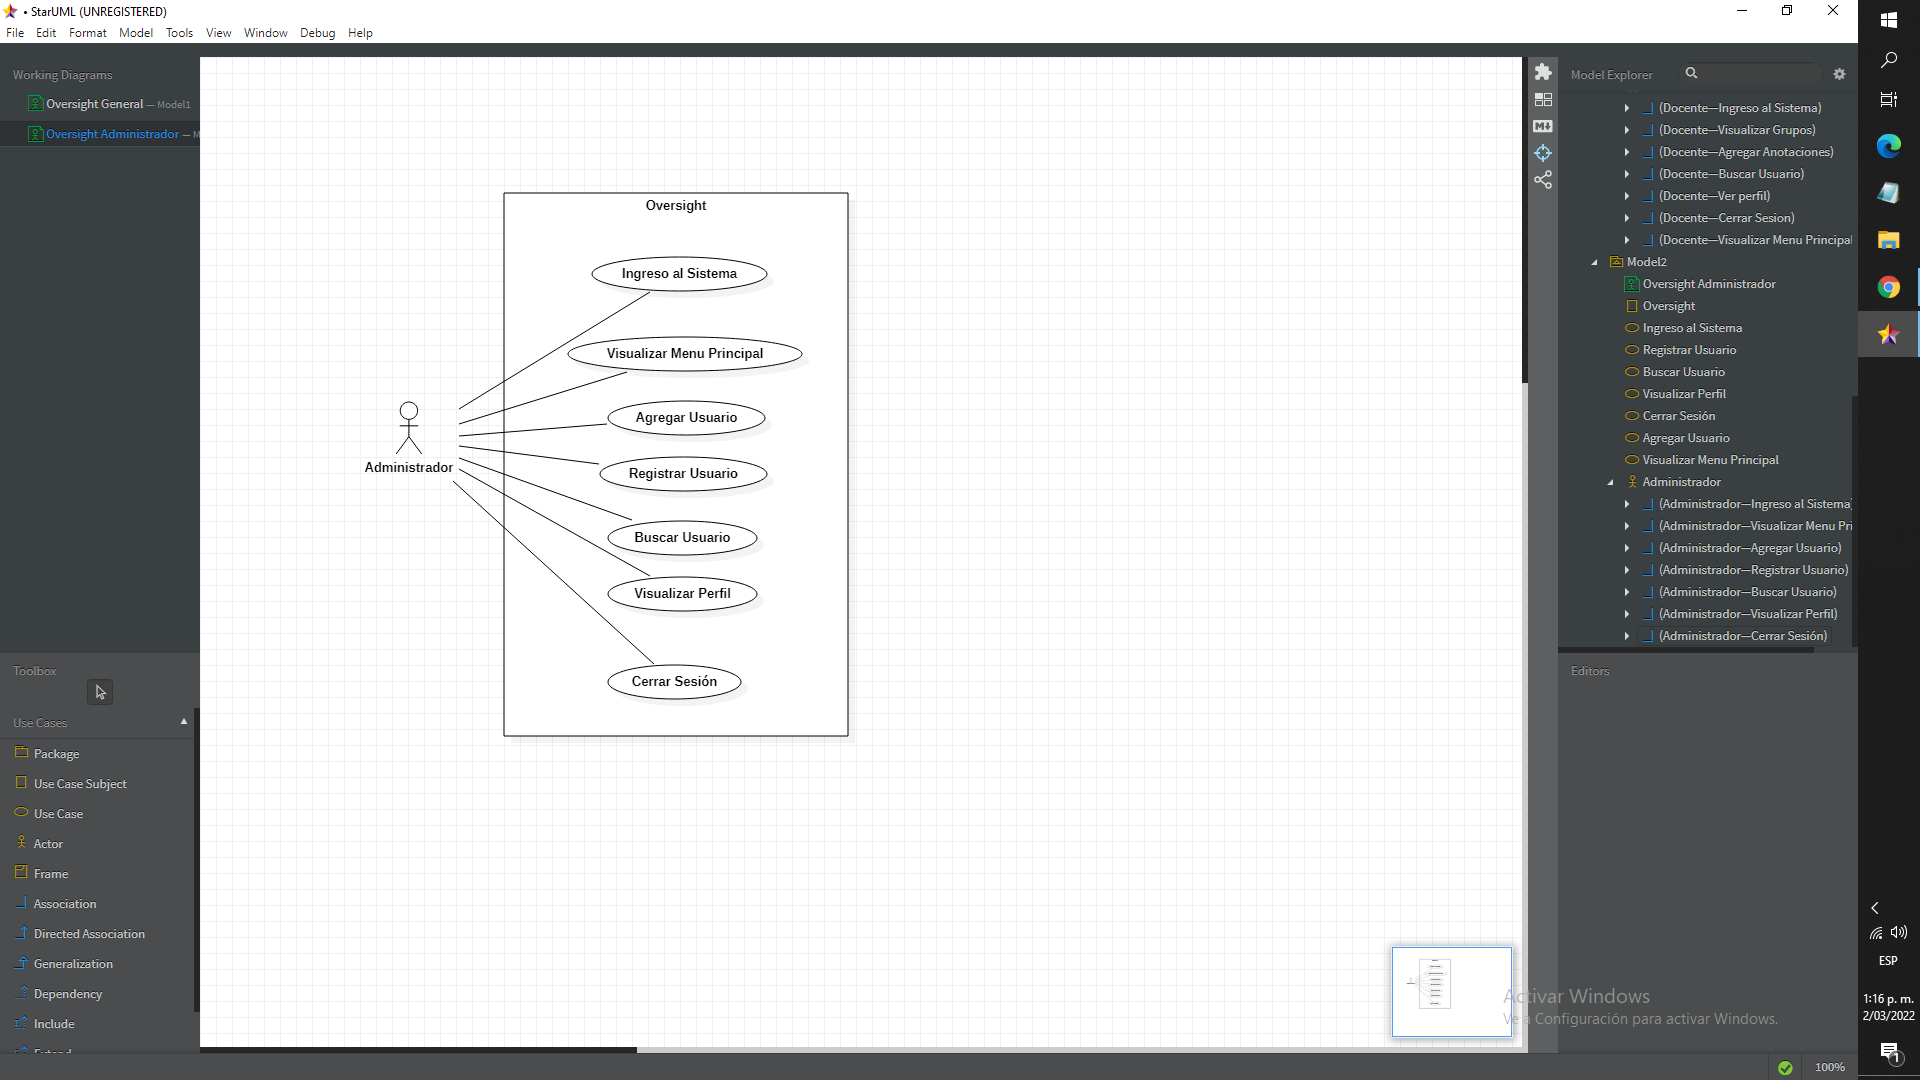 • StarUML (UNREGISTERED)
File Edit Format Model Tools View Window Debug Help
Working Diagrams
Oversight General — Model1
Oversight Administrador — M
Oversight
Ingreso al Sistema
Visualizar Menu Principal
Agregar Usuario
Registrar Usuario
Buscar Usuario
Visualizar Perfil
Cerrar Sesión
Administrador
Toolbox
Use Cases
Package
Use Case Subject
Use Case
Actor
Frame
Association
Directed Association
Generalization
Dependency
Include
Extend
Model Explorer
(Docente—Ingreso al Sistema)
(Docente—Visualizar Grupos)
(Docente—Agregar Anotaciones)
(Docente—Buscar Usuario)
(Docente—Ver perfil)
(Docente—Cerrar Sesion)
(Docente—Visualizar Menu Principal
Model2
Oversight Administrador
Oversight
Ingreso al Sistema
Registrar Usuario
Buscar Usuario
Visualizar Perfil
Cerrar Sesión
Agregar Usuario
Visualizar Menu Principal
Administrador
(Administrador—Ingreso al Sistema)
(Administrador—Visualizar Menu Pri
(Administrador—Agregar Usuario)
(Administrador—Registrar Usuario)
(Administrador—Buscar Usuario)
(Administrador—Visualizar Perfil)
(Administrador—Cerrar Sesión)
Editors
Activar Windows
Ve a Configuración para activar Windows.
100%
ESP
1:16 p. m.
2/03/2022
1